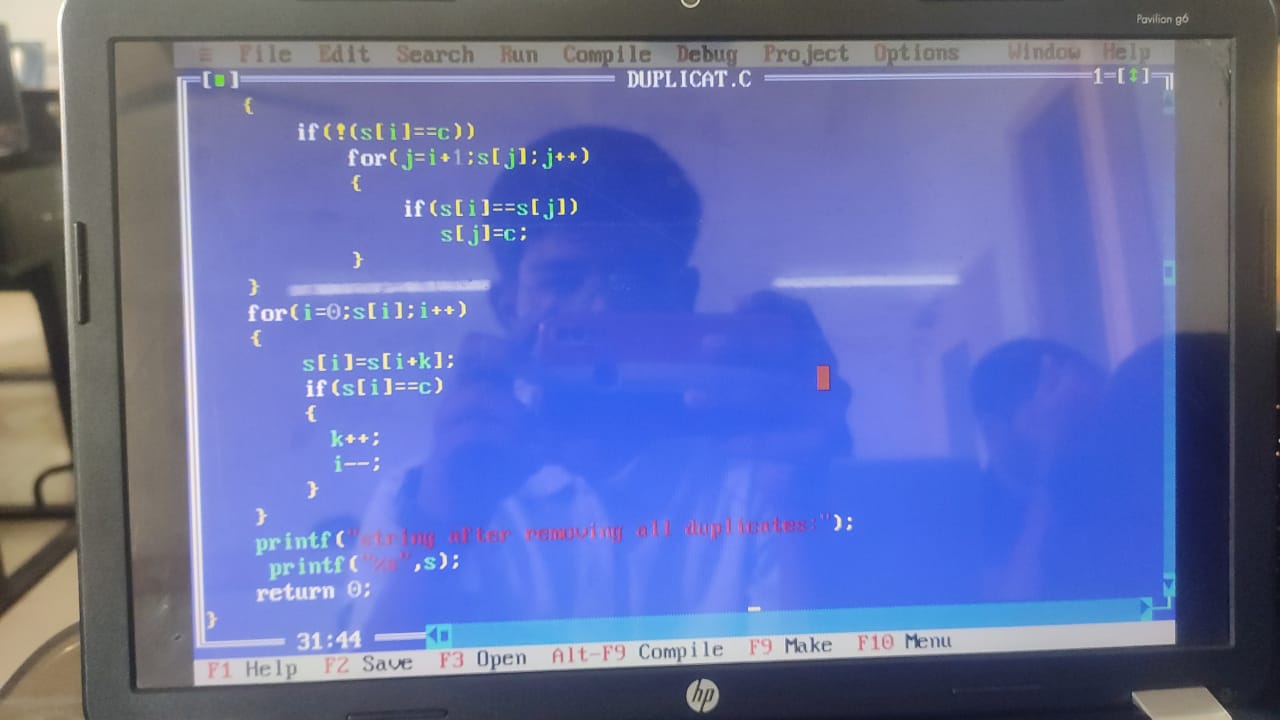 Pavilion g6
≡ File Edit Search Run Compile Debug Project Options Window Help
[■] DUPLICAT.C 1=[↕]
{
if(!(s[i]==c))
for(j=i+1;s[j];j++)
{
if(s[i]==s[j])
s[j]=c;
}
}
for(i=0;s[i];i++)
{
s[i]=s[i+k];
if(s[i]==c)
{
k++;
i--;
}
}
printf("string after removing all duplicates:");
printf("%s",s);
return 0;
}
31:44
F1 Help F2 Save F3 Open Alt-F9 Compile F9 Make F10 Menu
hp